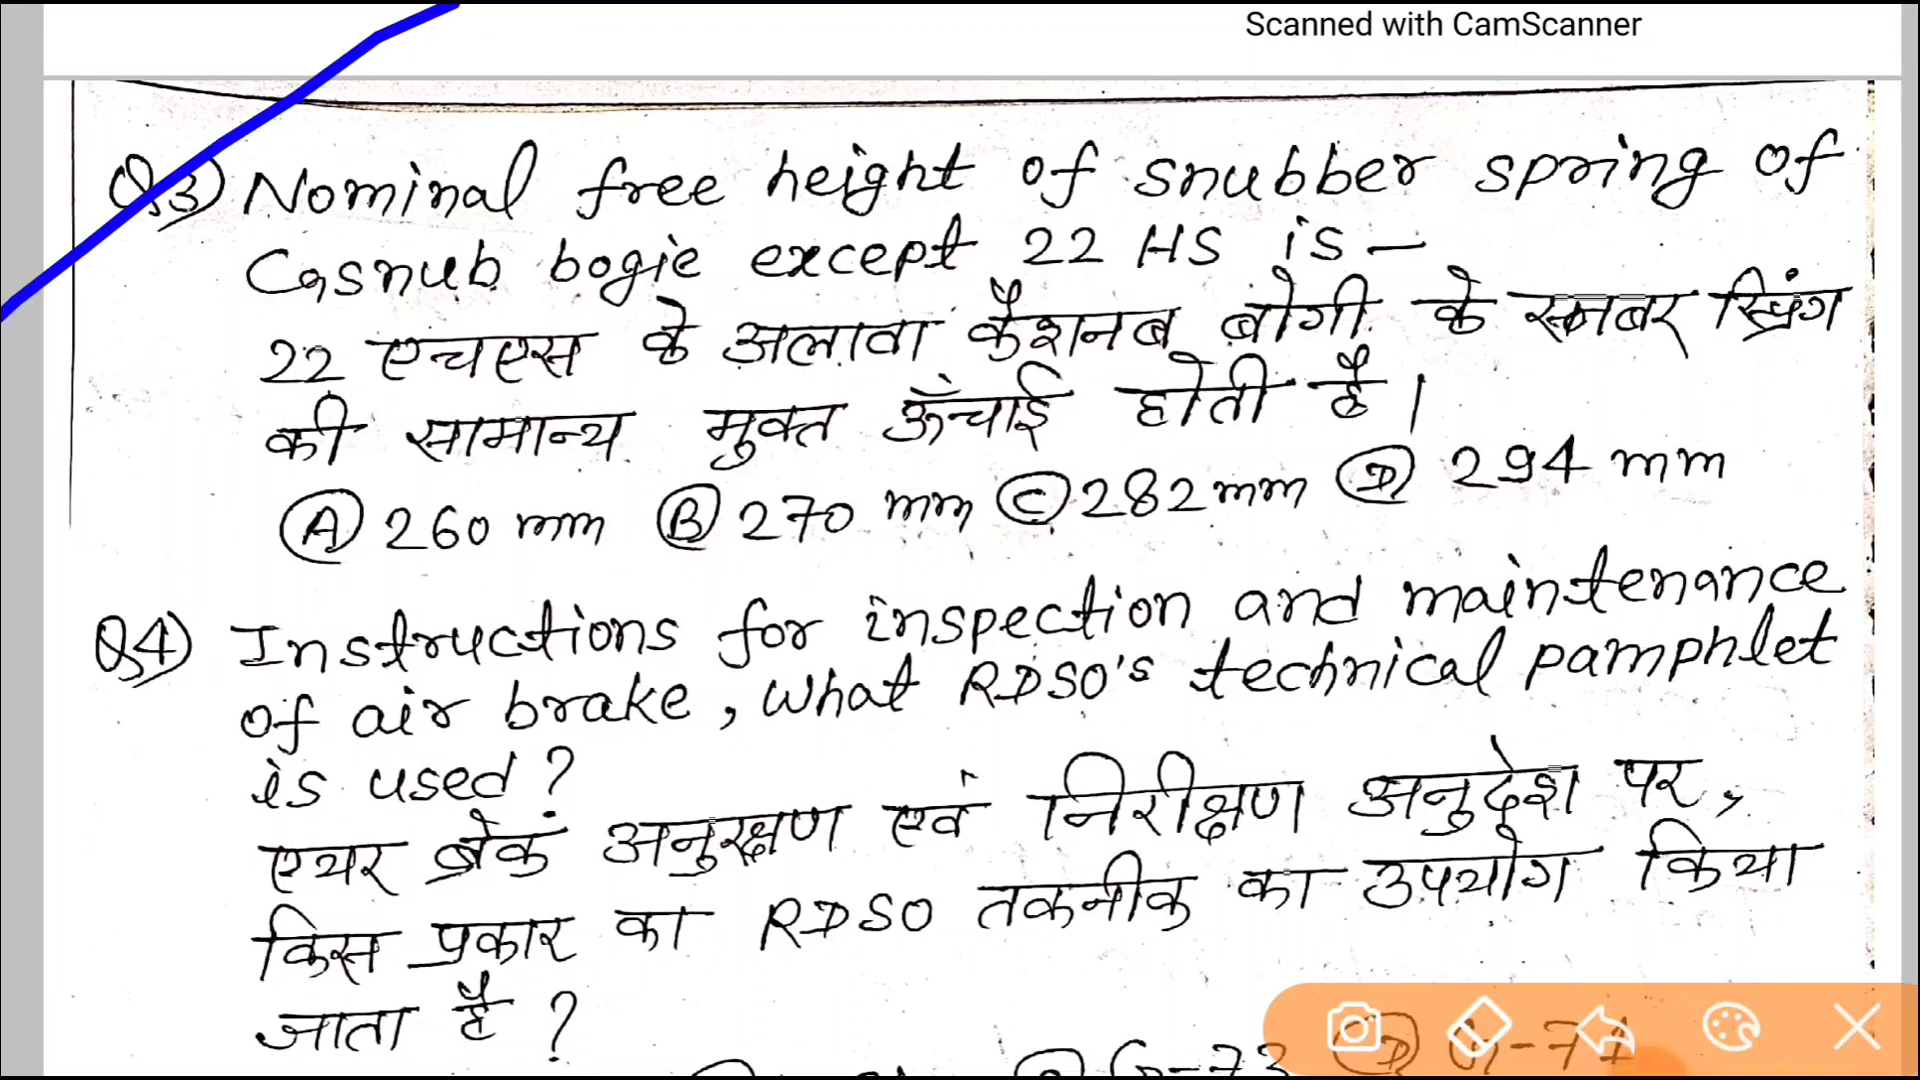 Scanned with CamScanner
Q3) Nominal free height of snubber spring of
Casnub bogie except 22 HS is —
22 एचएस के अलावा कैशनब बोगी के स्नबर स्प्रिंग
की सामान्य मुक्त ऊँचाई होती है।
(A) 260 mm (B) 270 mm (C) 282 mm (D) 294 mm
Q4) Instructions for inspection and maintenance
of air brake, what RDSO's technical pamphlet
is used?
एयर ब्रेक अनुरक्षण एवं निरीक्षण अनुदेश पर,
किस प्रकार का RDSO तकनीक का उपयोग किया
जाता है?